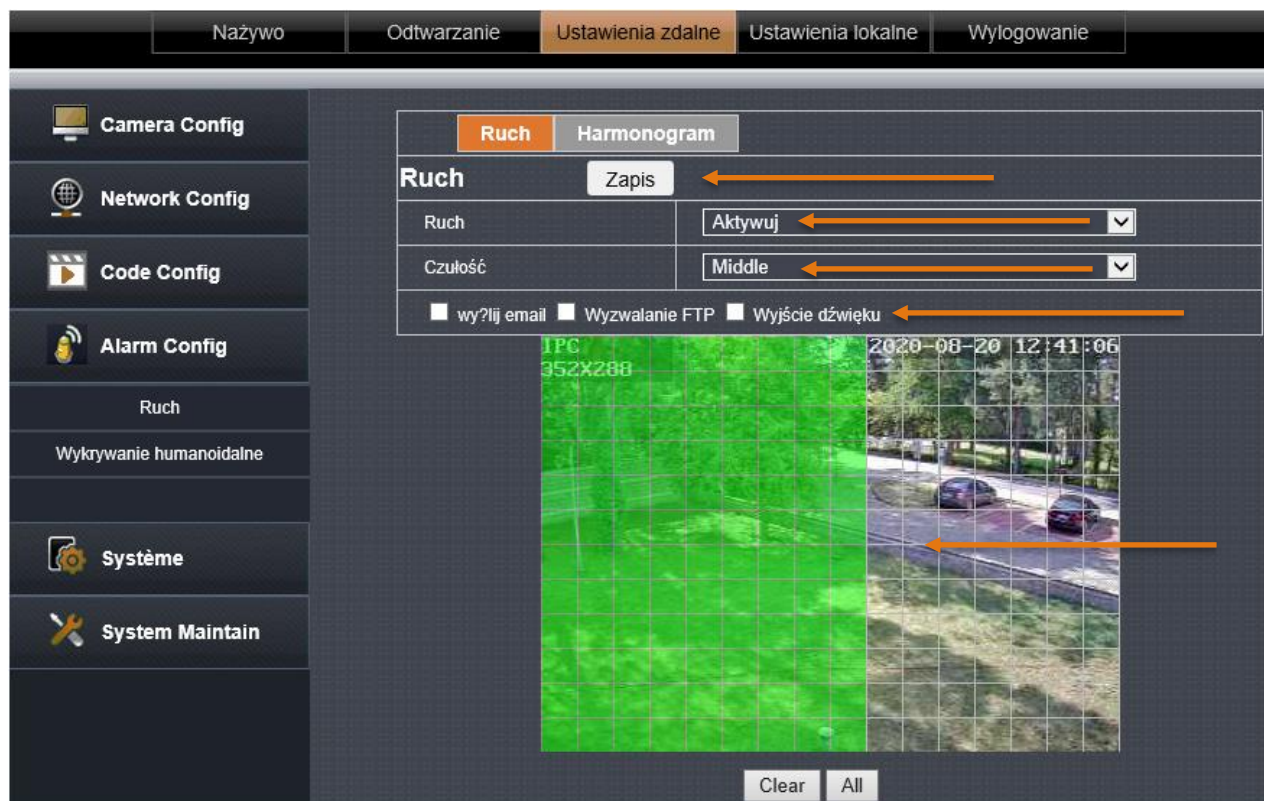 Nażywo Odtwarzanie Ustawienia zdalne Ustawienia lokalne Wylogowanie
Camera Config
Network Config
Code Config
Alarm Config
Ruch
Wykrywanie humanoidalne
Système
System Maintain
Ruch Harmonogram
Ruch Zapis
Ruch Aktywuj
Czułość Middle
wy?lij email Wyzwalanie FTP Wyjście dźwięku
IPC 2020-08-20 12:41:06
352X288
Clear All